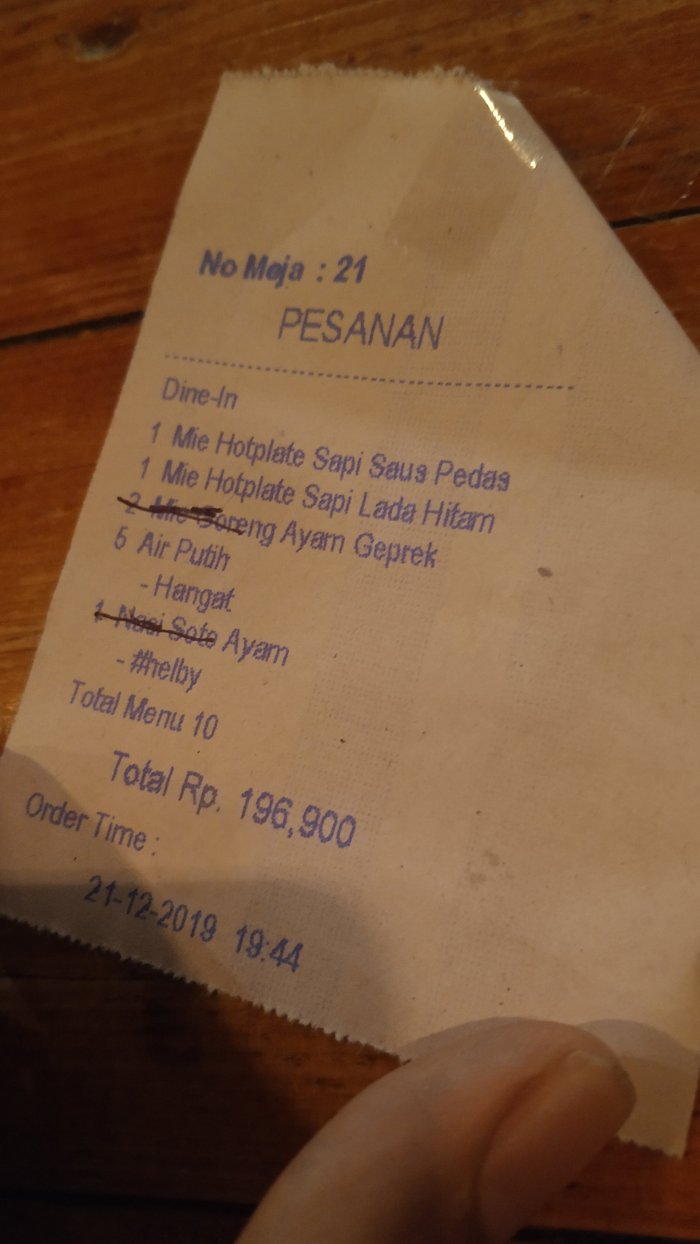 No Meja : 21
PESANAN
Dine-In
1 Mie Hotplate Sapi Saus Pedas
1 Mie Hotplate Sapi Lada Hitam
2 Mie Goreng Ayam Geprek
5 Air Putih
- Hangat
1 Nasi Soto Ayam
- #helby
Total Menu 10
Total Rp. 196,900
Order Time :
21-12-2019 19:44